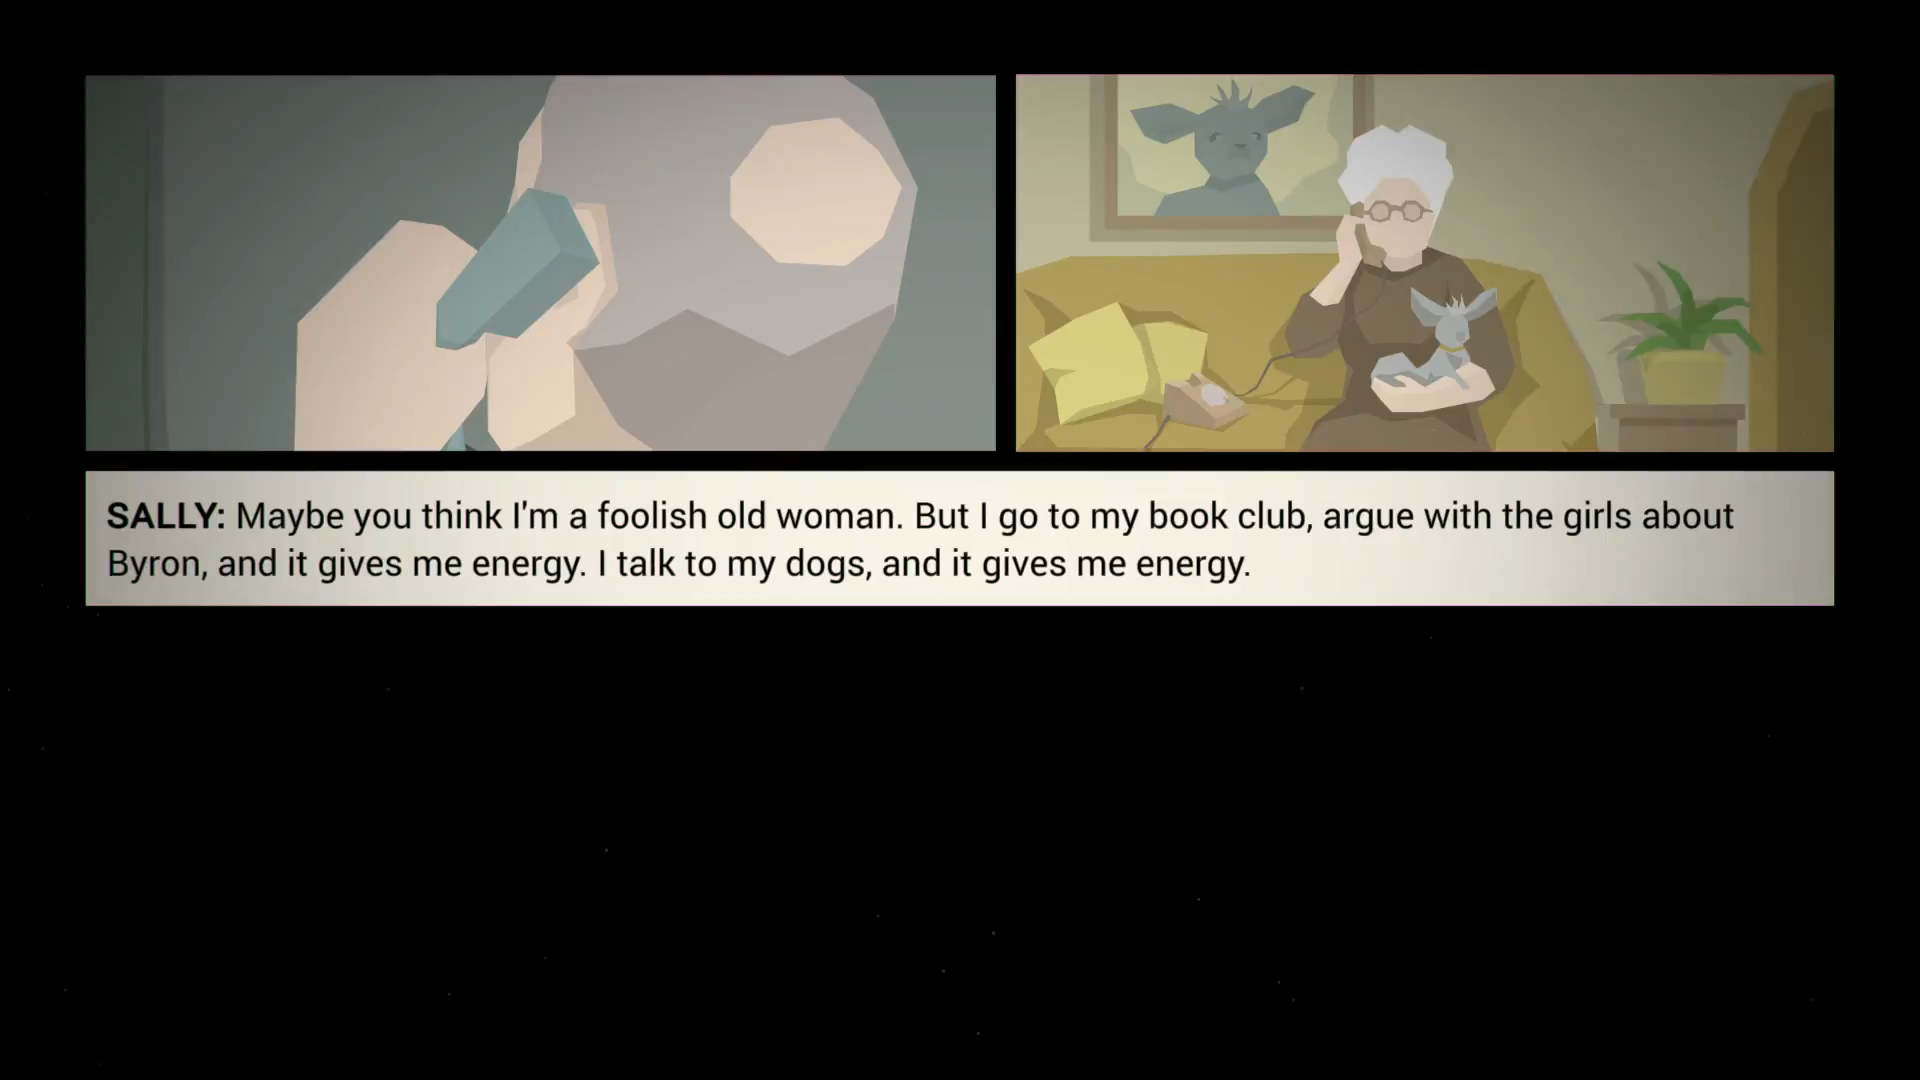 SALLY: Maybe you think I'm a foolish old woman. But I go to my book club, argue with the girls about
Byron, and it gives me energy. I talk to my dogs, and it gives me energy.